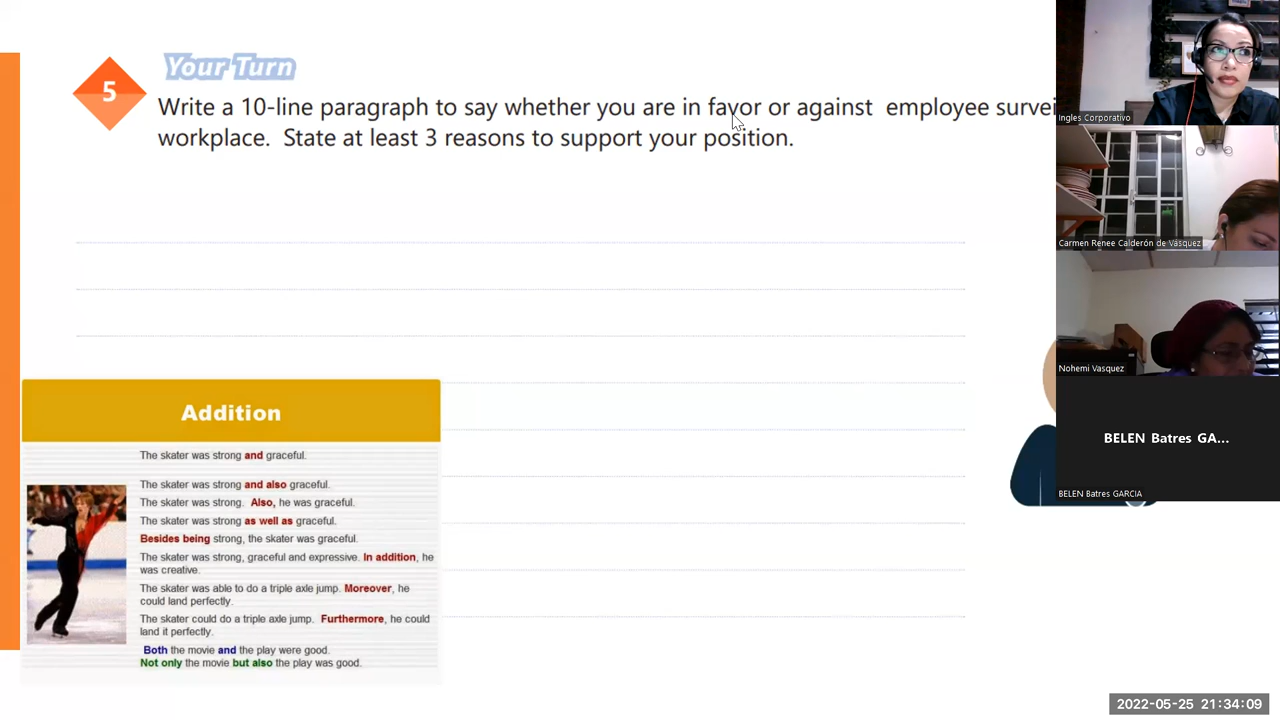 Your Turn
5
Write a 10-line paragraph to say whether you are in favor or against employee survei
workplace. State at least 3 reasons to support your position.
Addition
The skater was strong and graceful.
The skater was strong and also graceful.
The skater was strong. Also, he was graceful.
The skater was strong as well as graceful.
Besides being strong, the skater was graceful.
The skater was strong, graceful and expressive. In addition, he
was creative.
The skater was able to do a triple axle jump. Moreover, he
could land perfectly.
The skater could do a triple axle jump. Furthermore, he could
land it perfectly.
Both the movie and the play were good.
Not only the movie but also the play was good.
Ingles Corporativo
Carmen Renee Calderón de Vásquez
Nohemi Vasquez
BELEN Batres GA...
BELEN Batres GARCIA
2022-05-25 21:34:09